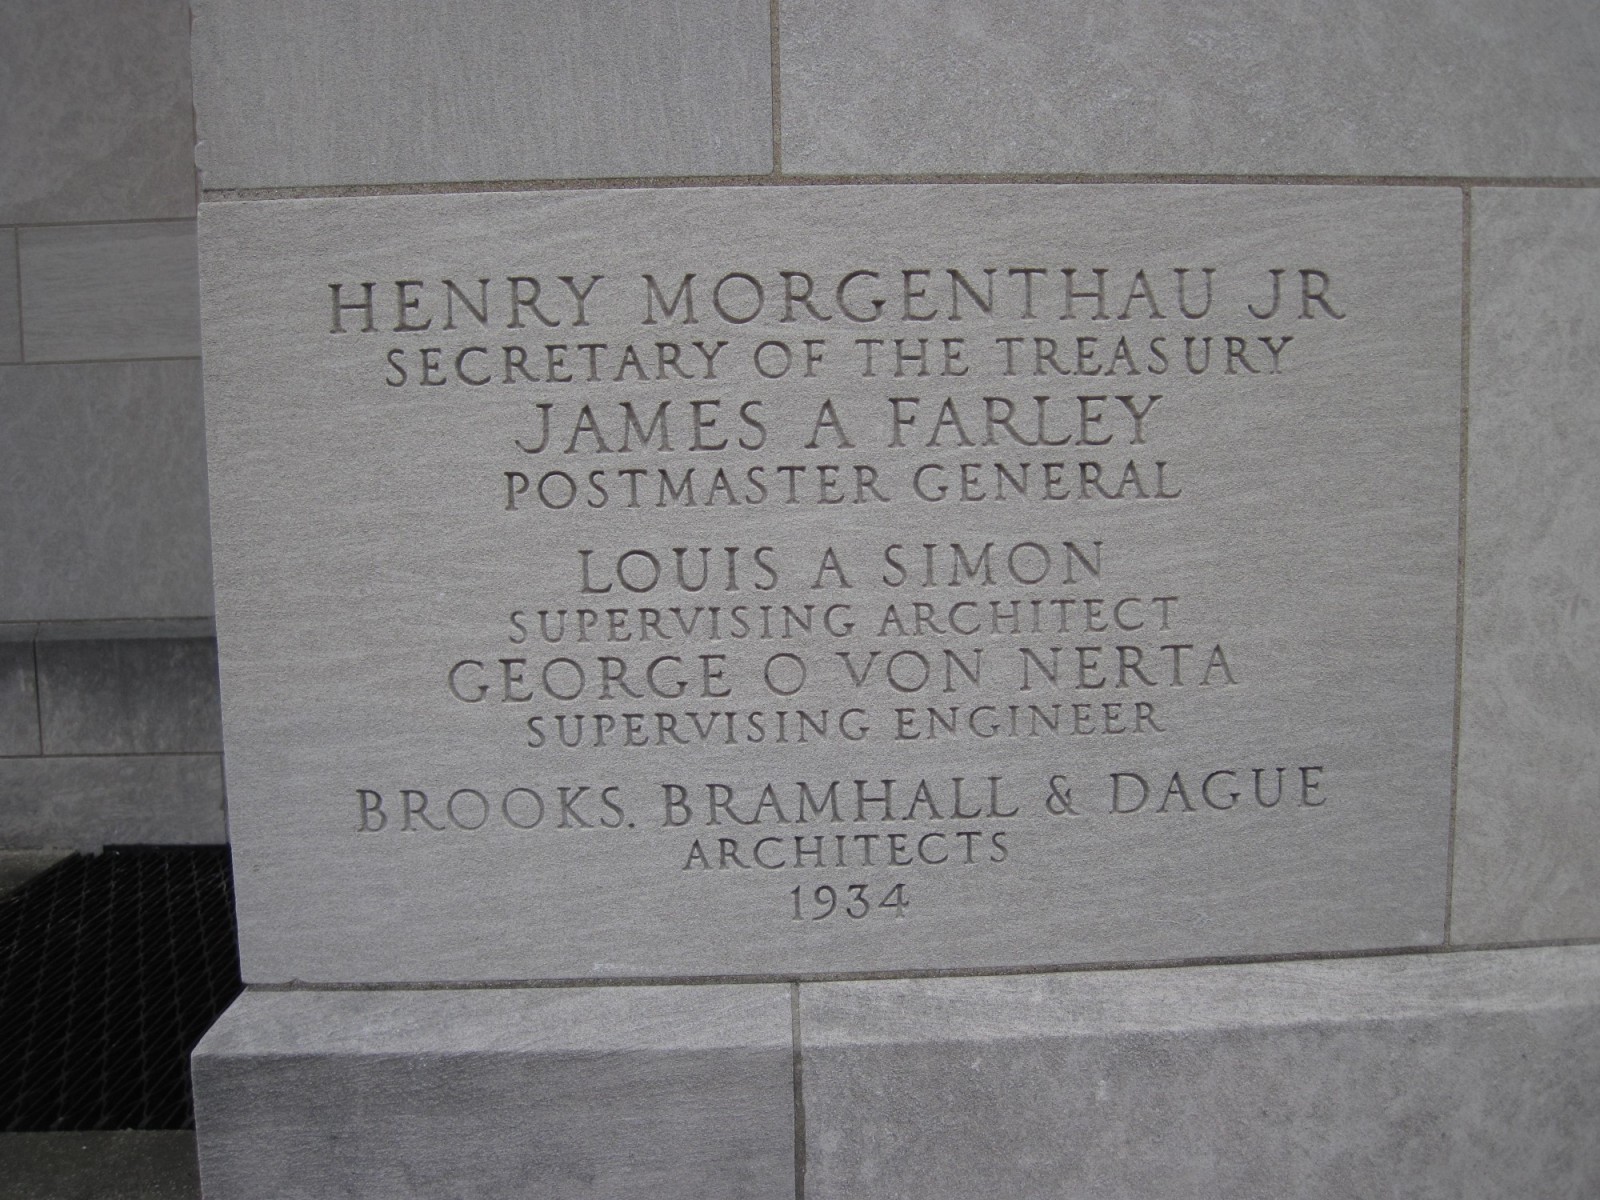 HENRY MORGENTHAU JR
SECRETARY OF THE TREASURY
JAMES A FARLEY
POSTMASTER GENERAL
LOUIS A SIMON
SUPERVISING ARCHITECT
GEORGE O VON NERTA
SUPERVISING ENGINEER
BROOKS. BRAMHALL & DAGUE
ARCHITECTS
1934